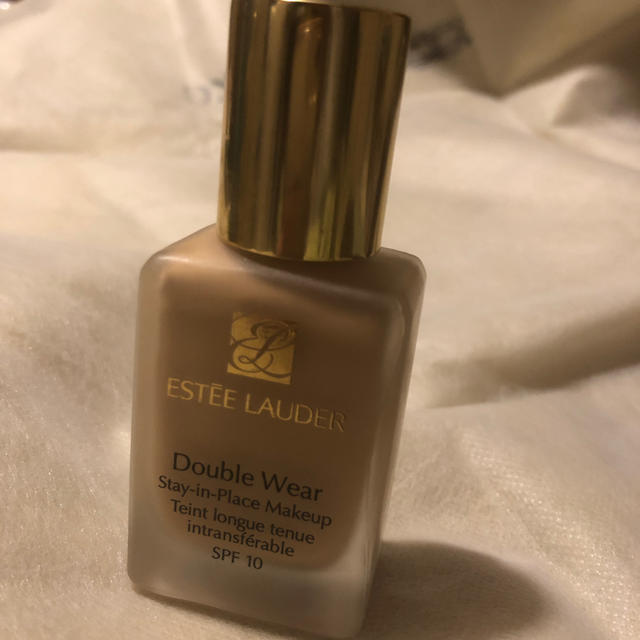 ESTĒE LAUDER
Double Wear
Stay-in-Place Makeup
Teint longue tenue
intransférable
SPF 10